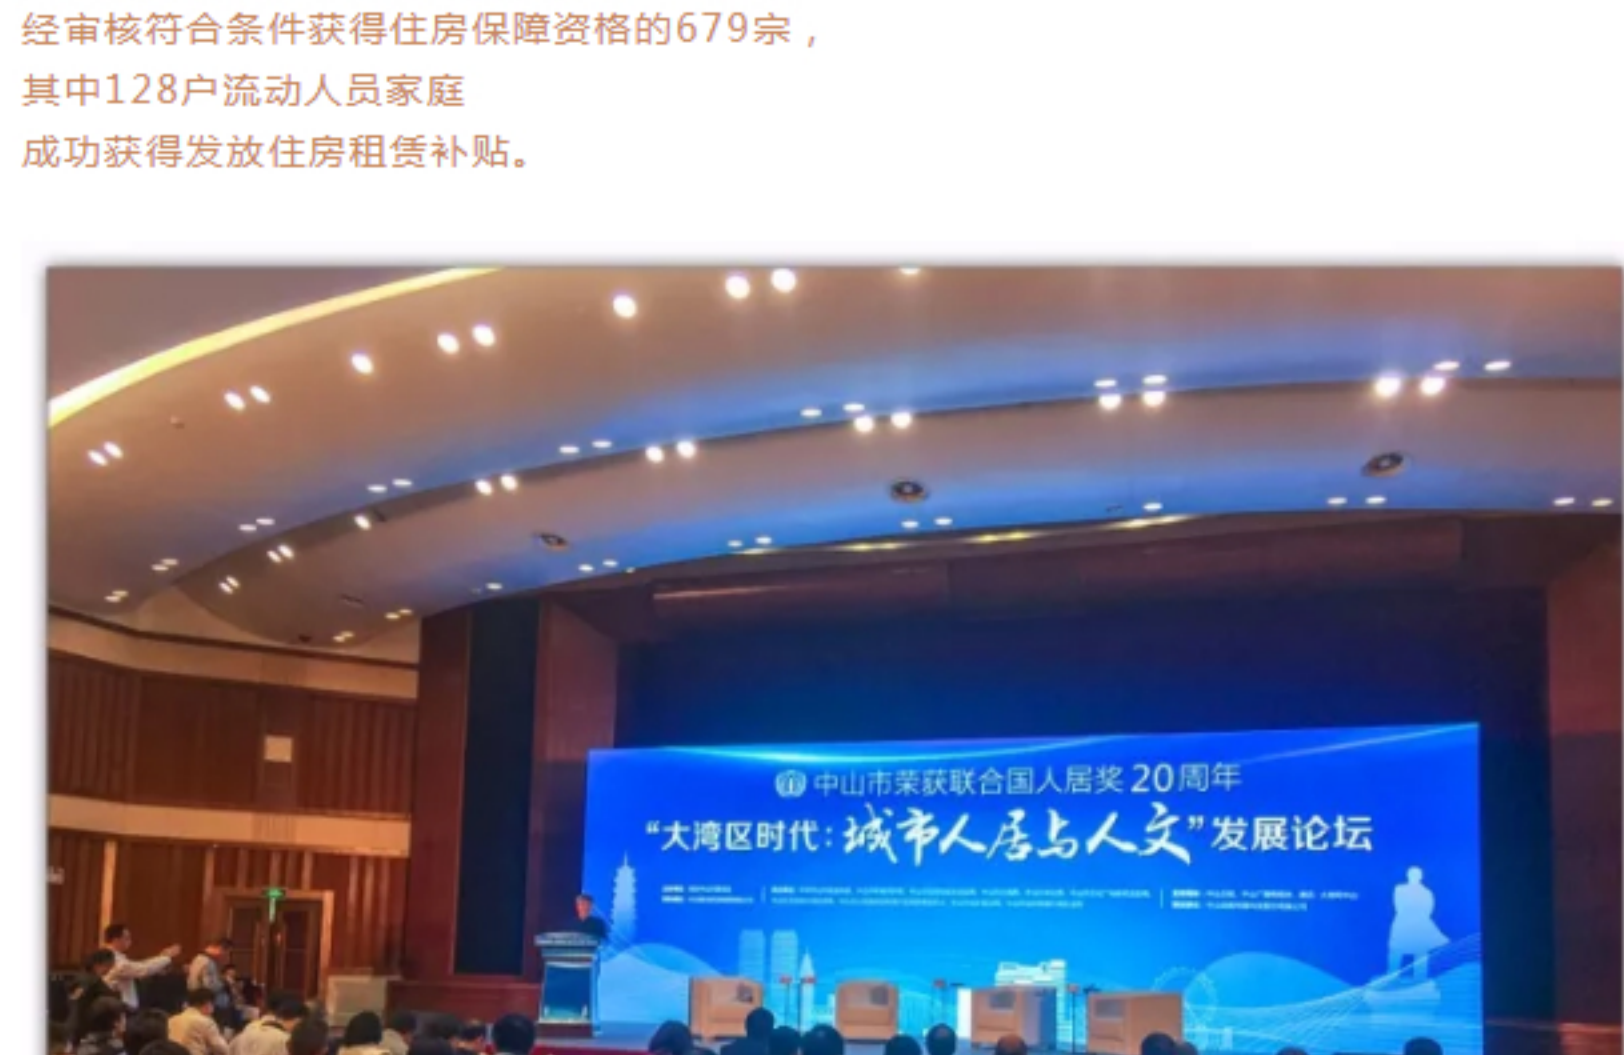 经审核符合条件获得住房保障资格的679宗，
其中128户流动人员家庭
成功获得发放住房租赁补贴。
中山市荣获联合国人居奖20周年
“大湾区时代：城市人居与人文”发展论坛